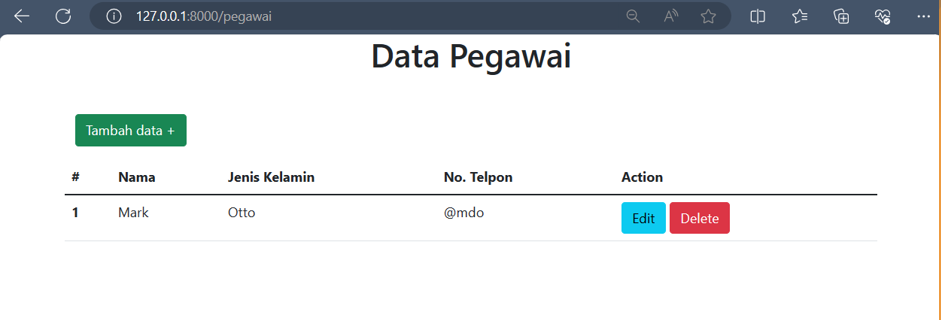 127.0.0.1:8000/pegawai
Data Pegawai
Tambah data +
# Nama Jenis Kelamin No. Telpon Action
1 Mark Otto @mdo Edit Delete